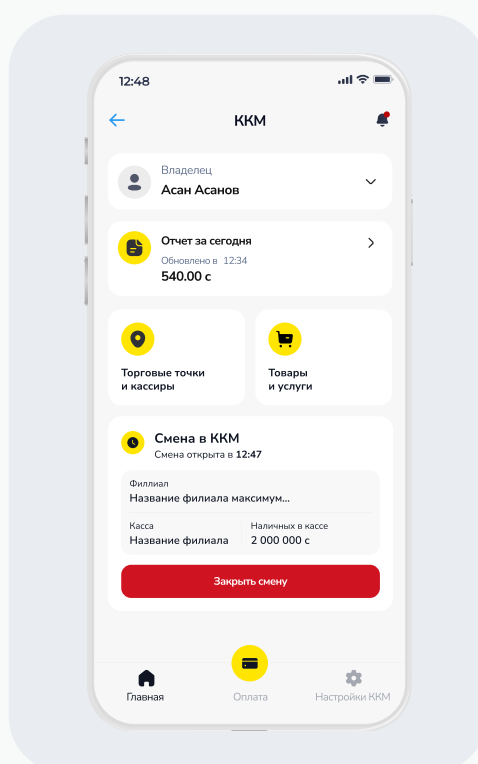 12:48
ККМ
Владелец
Асан Асанов
Отчет за сегодня
Обновлено в 12:34
540.00 с
Торговые точки
и кассиры
Товары
и услуги
Смена в ККМ
Смена открыта в 12:47
Филлиал
Название филиала максимум...
Касса
Название филиала
Наличных в кассе
2 000 000 с
Закрыть смену
Главная
Оплата
Настройки ККМ